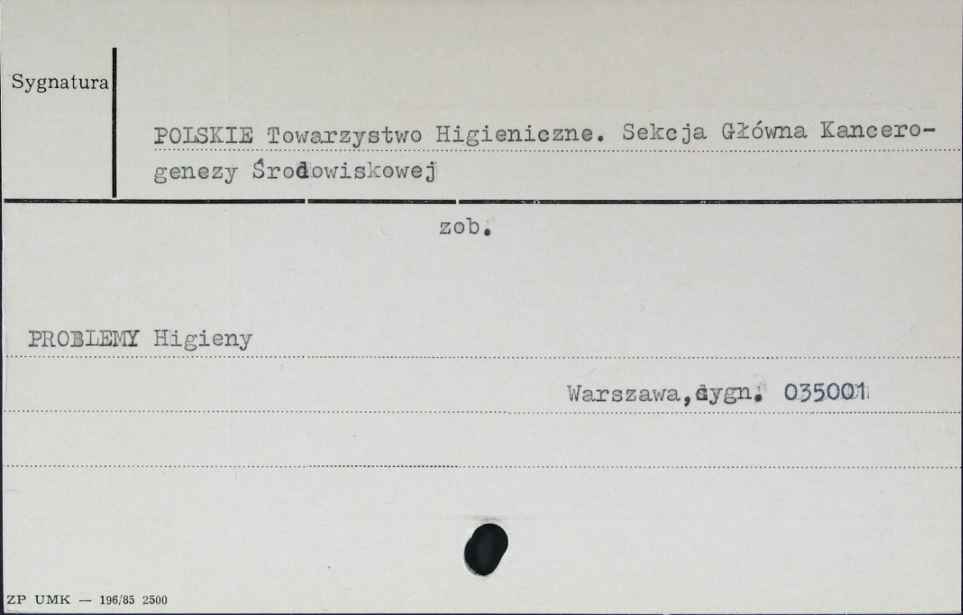 Sygnatura
POLSKIE Towarzystwo Higieniczne. Sekcja Główna Kancero-
genezy Środowiskowej
zob.
PROBLEMY Higieny
Warszawa, sygn. 035001
ZP UMK — 196/85 2500